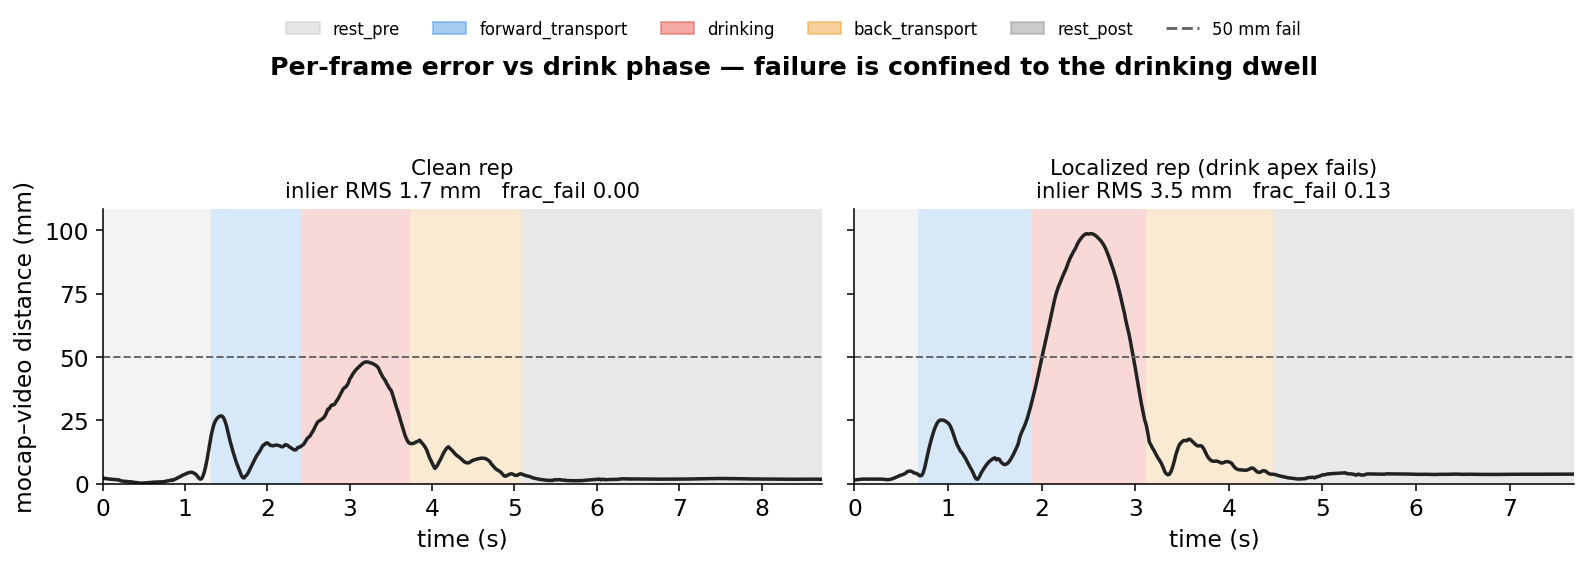 rest_pre forward_transport drinking back_transport rest_post 50 mm fail
Per-frame error vs drink phase — failure is confined to the drinking dwell
Clean rep
inlier RMS 1.7 mm frac_fail 0.00
Localized rep (drink apex fails)
inlier RMS 3.5 mm frac_fail 0.13
mocap–video distance (mm)
100
75
50
25
0
0 1 2 3 4 5 6 7 8
time (s)
0 1 2 3 4 5 6 7
time (s)